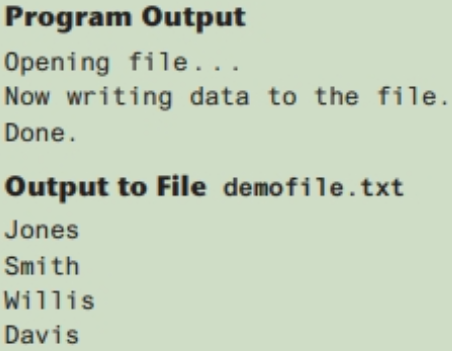 Program Output
Opening file...
Now writing data to the file.
Done.
Output to File demofile.txt
Jones
Smith
Willis
Davis